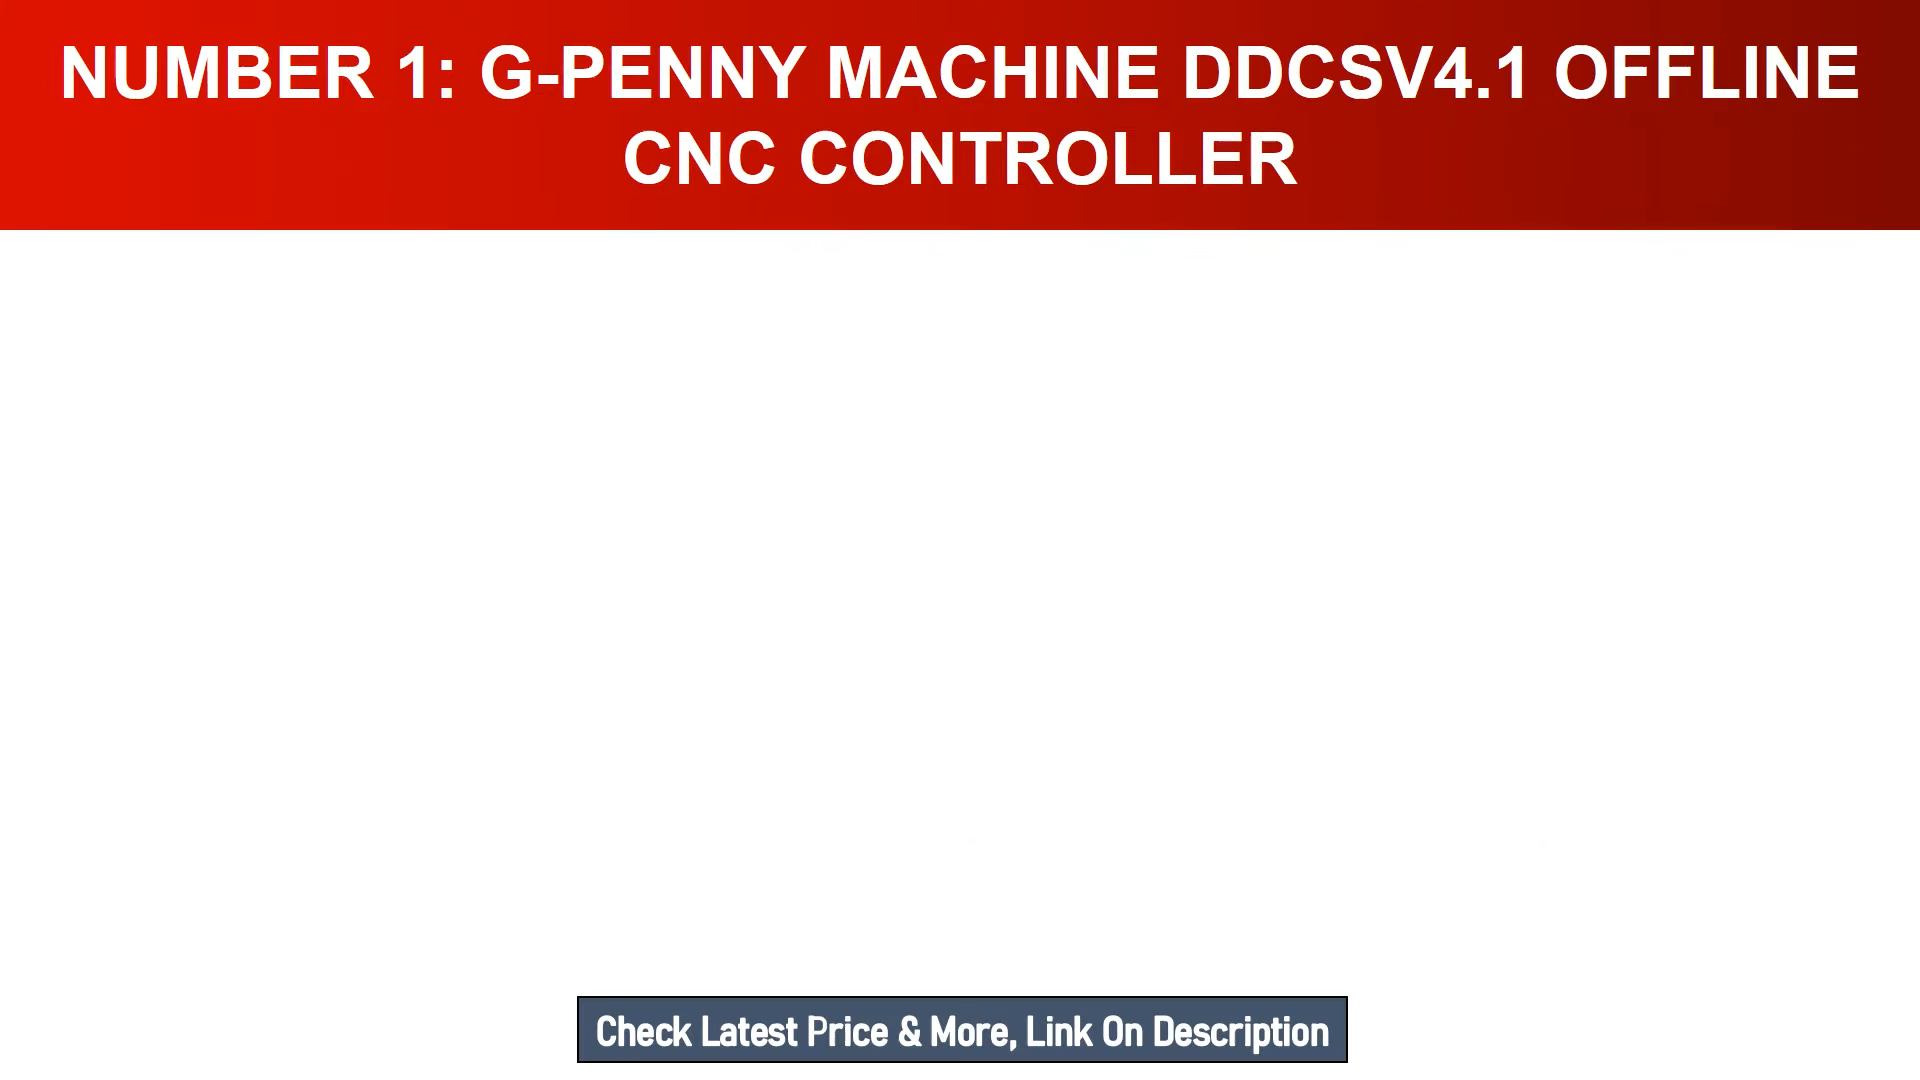 NUMBER 1: G-PENNY MACHINE DDCSV4.1 OFFLINE
CNC CONTROLLER
Check Latest Price & More, Link On Description